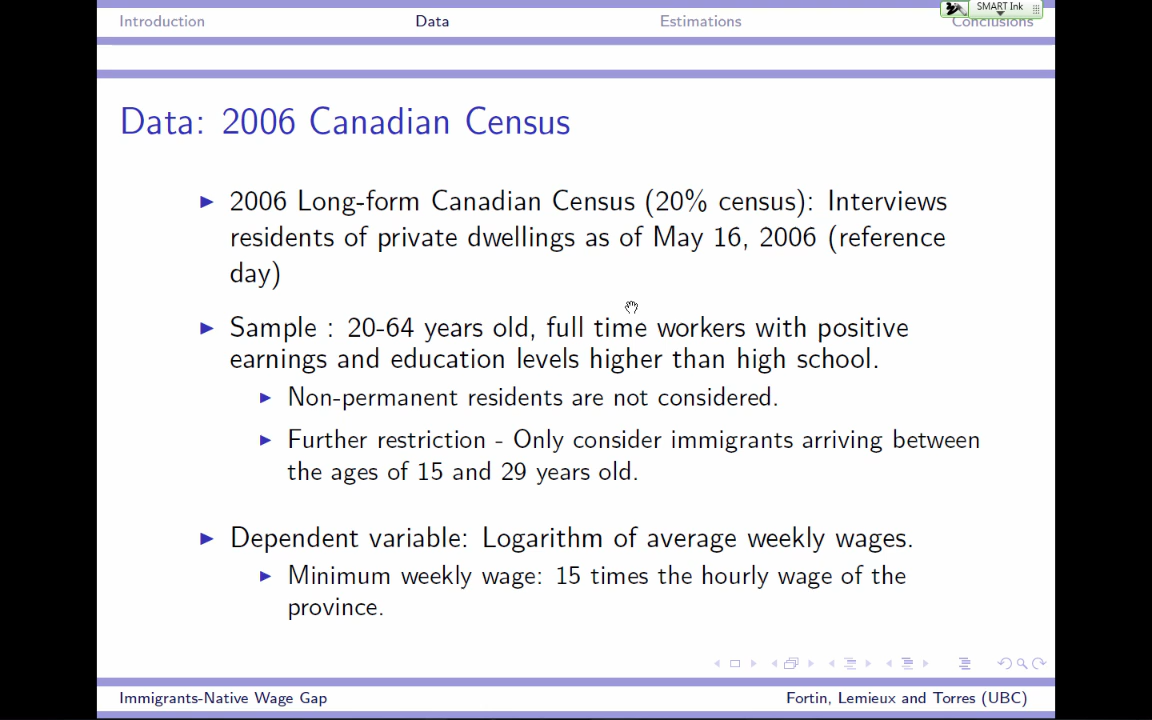 Introduction Data Estimations Conclusions
SMART Ink
Data: 2006 Canadian Census
2006 Long-form Canadian Census (20% census): Interviews
residents of private dwellings as of May 16, 2006 (reference
day)
Sample : 20-64 years old, full time workers with positive
earnings and education levels higher than high school.
Non-permanent residents are not considered.
Further restriction - Only consider immigrants arriving between
the ages of 15 and 29 years old.
Dependent variable: Logarithm of average weekly wages.
Minimum weekly wage: 15 times the hourly wage of the
province.
Immigrants-Native Wage Gap Fortin, Lemieux and Torres (UBC)